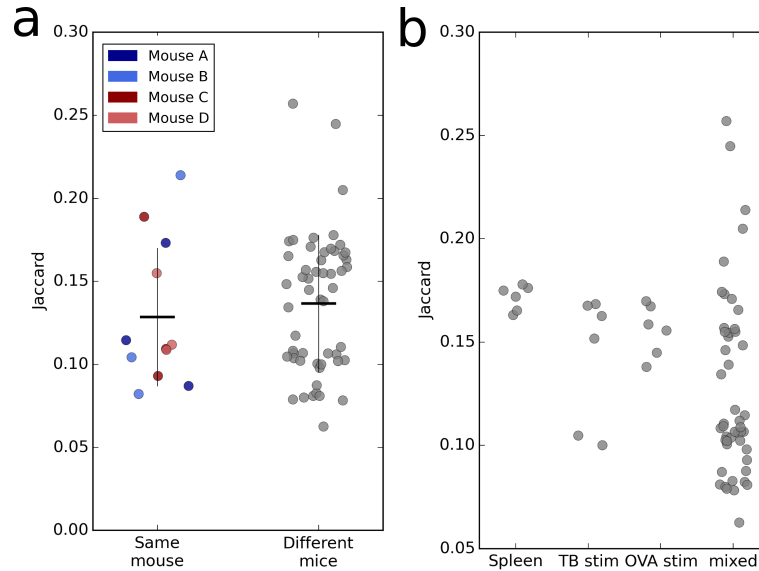 a
0.30
0.25
0.20
0.15
0.10
0.05
0.00
Jaccard
Mouse A
Mouse B
Mouse C
Mouse D
Same
mouse
Different
mice
b
0.30
0.25
0.20
0.15
0.10
0.05
Jaccard
Spleen
TB stim
OVA stim
mixed